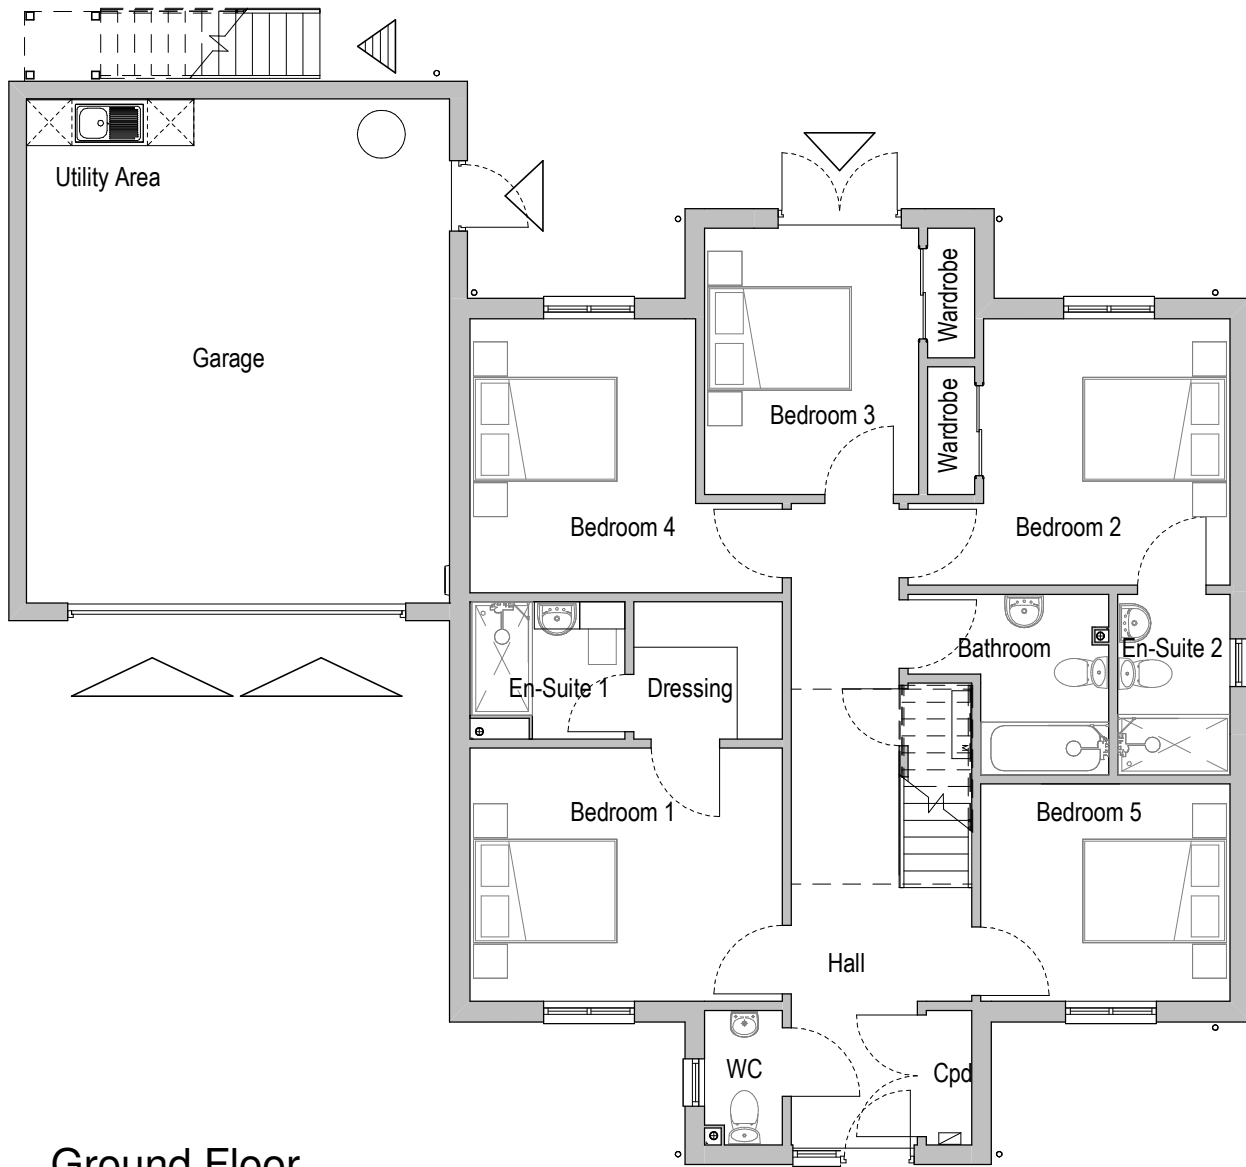 Utility Area
Garage
Wardrobe
Wardrobe
Bedroom 3
Bedroom 4
Bedroom 2
Bathroom
En-Suite 2
En-Suite 1
Dressing
Bedroom 1
Bedroom 5
Hall
WC
Cpd
Ground Floor